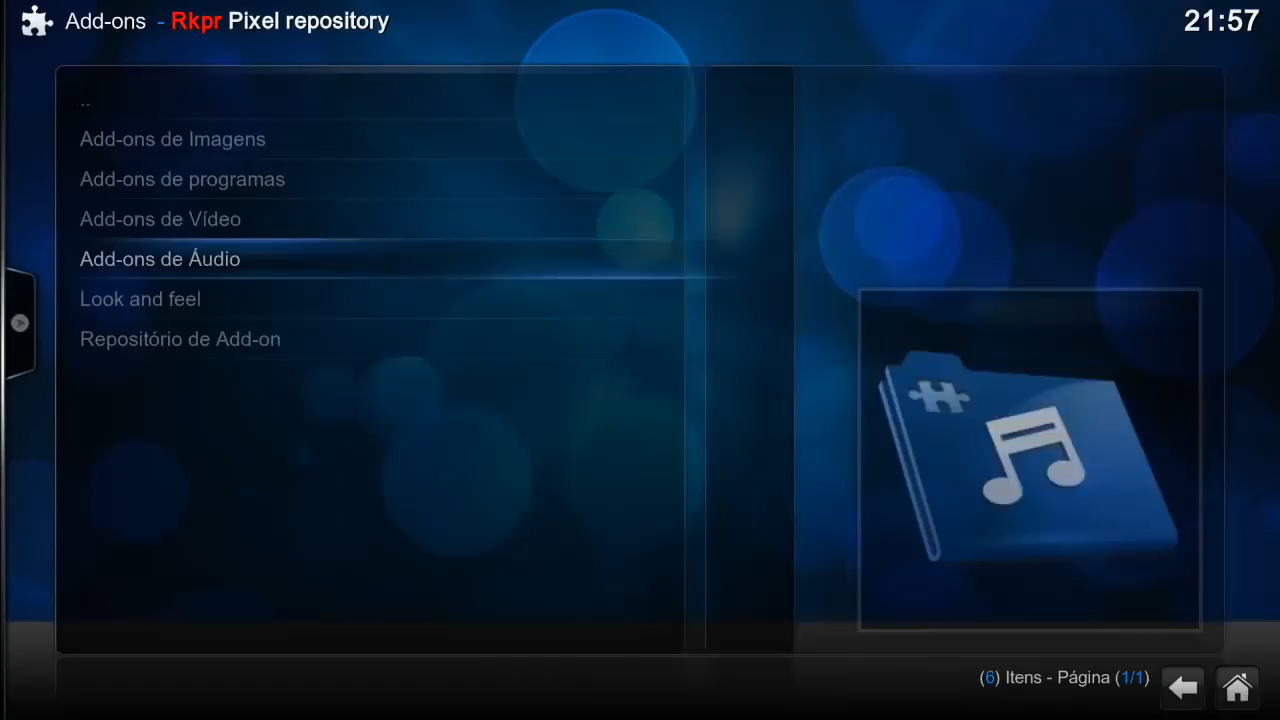 Add-ons - Rkpr Pixel repository
21:57
..
Add-ons de Imagens
Add-ons de programas
Add-ons de Vídeo
Add-ons de Áudio
Look and feel
Repositório de Add-on
(6) Itens - Página (1/1)